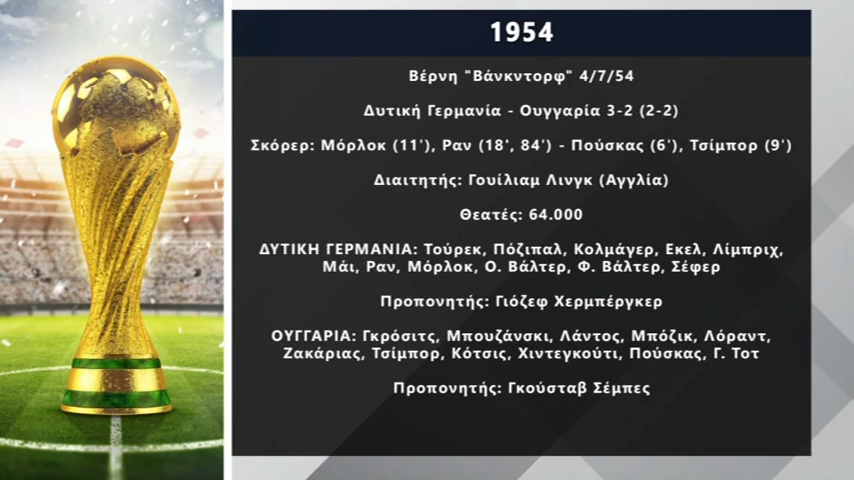 1954
Βέρνη "Βάνκντορφ" 4/7/54
Δυτική Γερμανία - Ουγγαρία 3-2 (2-2)
Σκόρερ: Μόρλοκ (11'), Ραν (18', 84') - Πούσκας (6'), Τσίμπορ (9')
Διαιτητής: Γουίλιαμ Λινγκ (Αγγλία)
Θεατές: 64.000
ΔΥΤΙΚΗ ΓΕΡΜΑΝΙΑ: Τούρεκ, Πόζιπαλ, Κολμάγερ, Εκελ, Λίμπριχ,
Μάι, Ραν, Μόρλοκ, Ο. Βάλτερ, Φ. Βάλτερ, Σέφερ
Προπονητής: Γιόζεφ Χερμπέργκερ
ΟΥΓΓΑΡΙΑ: Γκρόσιτς, Μπουζάνσκι, Λάντος, Μπόζικ, Λόραντ,
Ζακάριας, Τσίμπορ, Κότσις, Χιντεγκούτι, Πούσκας, Γ. Τοτ
Προπονητής: Γκούσταβ Σέμπες